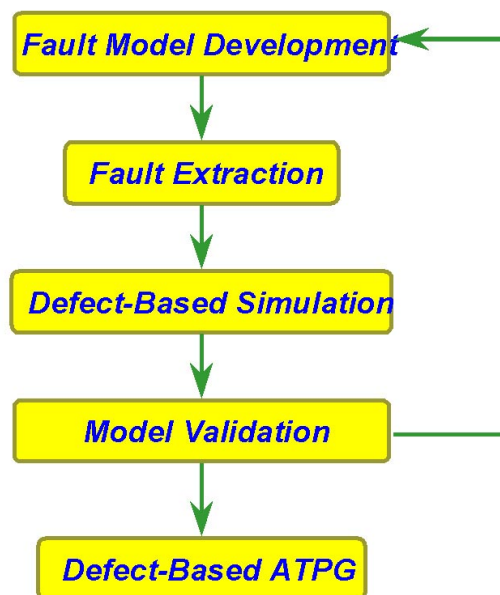 Fault Model Development
Fault Extraction
Defect-Based Simulation
Model Validation
Defect-Based ATPG